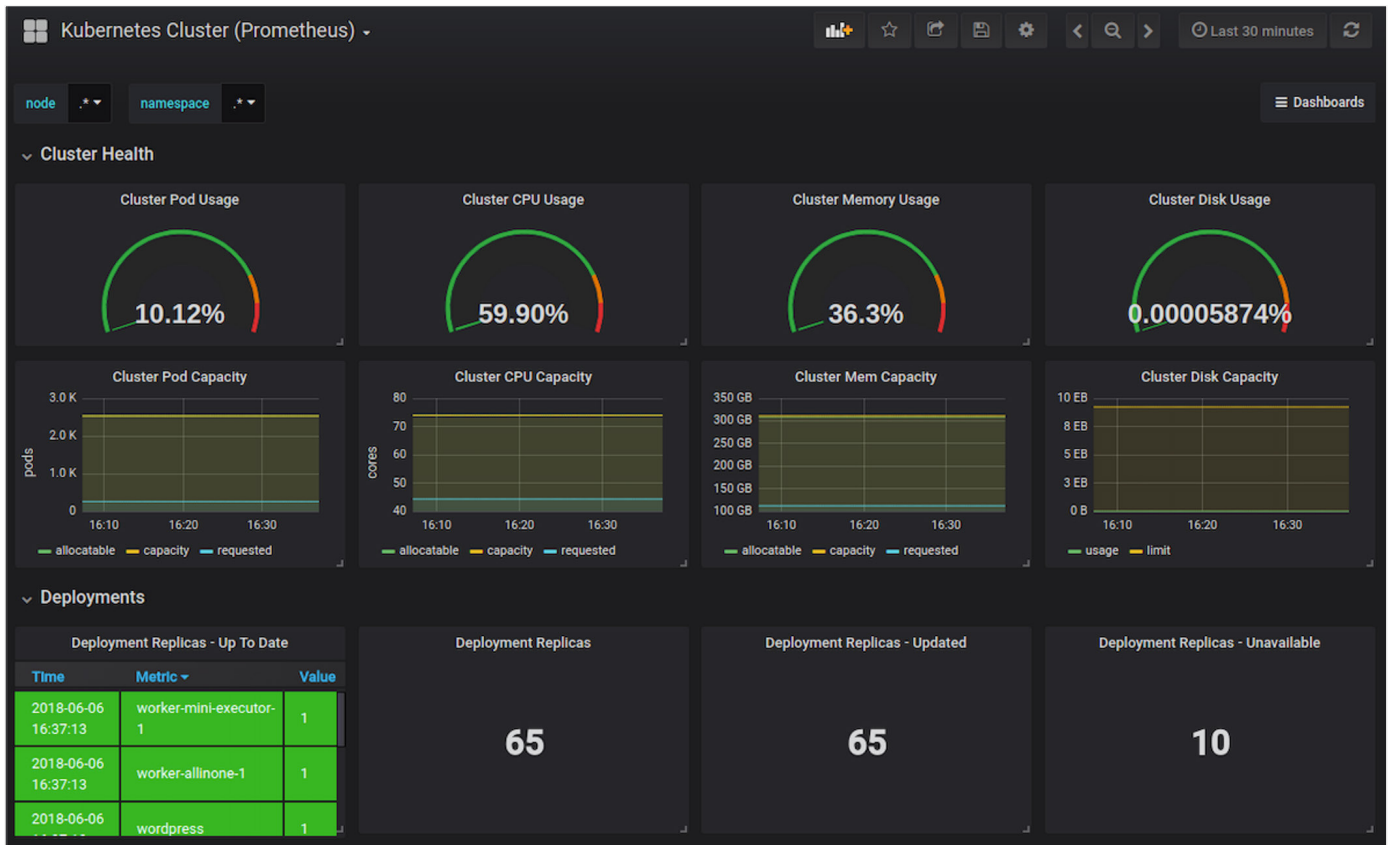 Kubernetes Cluster (Prometheus)
Last 30 minutes
node .* namespace .*
Dashboards
Cluster Health
Cluster Pod Usage
10.12%
Cluster CPU Usage
59.90%
Cluster Memory Usage
36.3%
Cluster Disk Usage
0.00005874%
Cluster Pod Capacity
3.0 K
2.0 K
1.0 K
0
pods
16:10 16:20 16:30
allocatable capacity requested
Cluster CPU Capacity
80
70
60
50
40
cores
16:10 16:20 16:30
allocatable capacity requested
Cluster Mem Capacity
350 GB
300 GB
250 GB
200 GB
150 GB
100 GB
16:10 16:20 16:30
allocatable capacity requested
Cluster Disk Capacity
10 EB
8 EB
5 EB
3 EB
0 B
16:10 16:20 16:30
usage limit
Deployments
Deployment Replicas - Up To Date
Time Metric Value
2018-06-06
16:37:13
worker-mini-executor-
1
1
2018-06-06
16:37:13
worker-allinone-1
1
2018-06-06
wordpress
1
Deployment Replicas
65
Deployment Replicas - Updated
65
Deployment Replicas - Unavailable
10